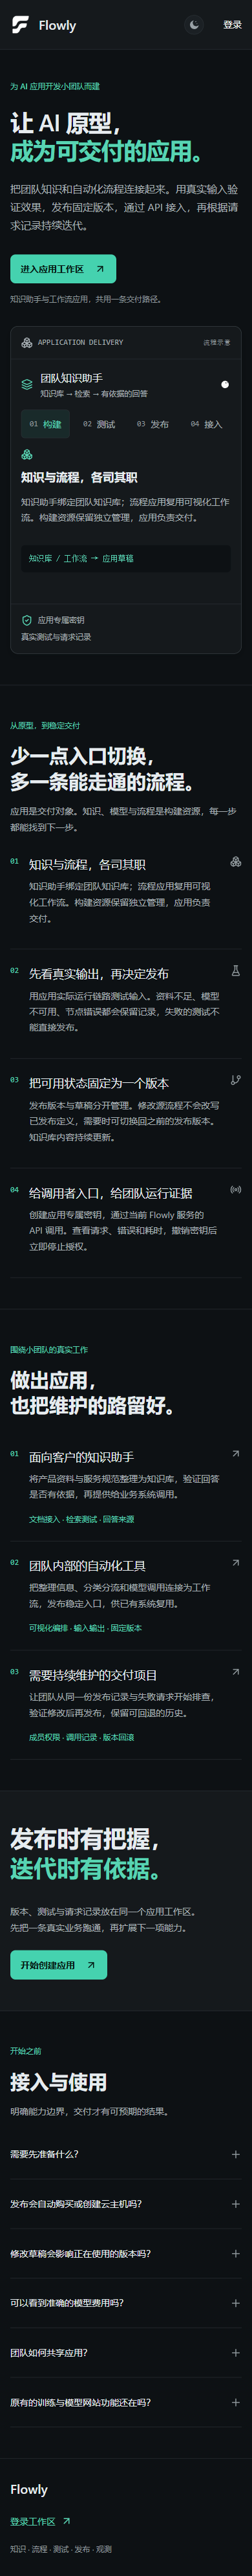 Flowly
登录
为 AI 应用开发小团队而建
让 AI 原型，
成为可交付的应用。
把团队知识和自动化流程连接起来。用真实输入验
证效果，发布固定版本，通过 API 接入，再根据请
求记录持续迭代。
进入应用工作区
知识助手与工作流应用，共用一条交付路径。
APPLICATION DELIVERY
流程示意
团队知识助手
知识库 → 检索 → 有依据的回答
01 构建
02 测试
03 发布
04 接入
知识与流程，各司其职
知识助手绑定团队知识库；流程应用复用可视化工作
流。构建资源保留独立管理，应用负责交付。
知识库 / 工作流 → 应用草稿
应用专属密钥
真实测试与请求记录
从原型，到稳定交付
少一点入口切换，
多一条能走通的流程。
应用是交付对象。知识、模型与流程是构建资源，每一步
都能找到下一步。
01 知识与流程，各司其职
知识助手绑定团队知识库；流程应用复用可视
化工作流。构建资源保留独立管理，应用负责
交付。
02 先看真实输出，再决定发布
用应用实际运行链路测试输入。资料不足、模型
不可用、节点错误都会保留记录，失败的测试不
能直接发布。
03 把可用状态固定为一个版本
发布版本与草稿分开管理。修改源流程不会改写
已发布定义，需要时可切换回之前的发布版本。
知识库内容持续更新。
04 给调用者入口，给团队运行证据
创建应用专属密钥，通过当前 Flowly 服务的
API 调用。查看请求、错误和耗时，撤销密钥后
立即停止授权。
围绕小团队的真实工作
做出应用，
也把维护的路留好。
01 面向客户的知识助手
将产品资料与服务规范整理为知识库，验证回答
是否有依据，再提供给业务系统调用。
文档接入 · 检索测试 · 回答来源
02 团队内部的自动化工具
把整理信息、分类分流和模型调用连接为工作
流，发布稳定入口，供已有系统复用。
可视化编排 · 输入输出 · 固定版本
03 需要持续维护的交付项目
让团队从同一份发布记录与失败请求开始排查，
验证修改后再发布，保留可回退的历史。
成员权限 · 调用记录 · 版本回滚
发布时有把握，
迭代时有依据。
版本、测试与请求记录放在同一个应用工作区。
先把一条真实业务跑通，再扩展下一项能力。
开始创建应用
开始之前
接入与使用
明确能力边界，交付才有可预期的结果。
需要先准备什么？
发布会自动购买或创建云主机吗？
修改草稿会影响正在使用的版本吗？
可以看到准确的模型费用吗？
团队如何共享应用？
原有的训练与模型网站功能还在吗？
Flowly
登录工作区
知识 · 流程 · 测试 · 发布 · 观测